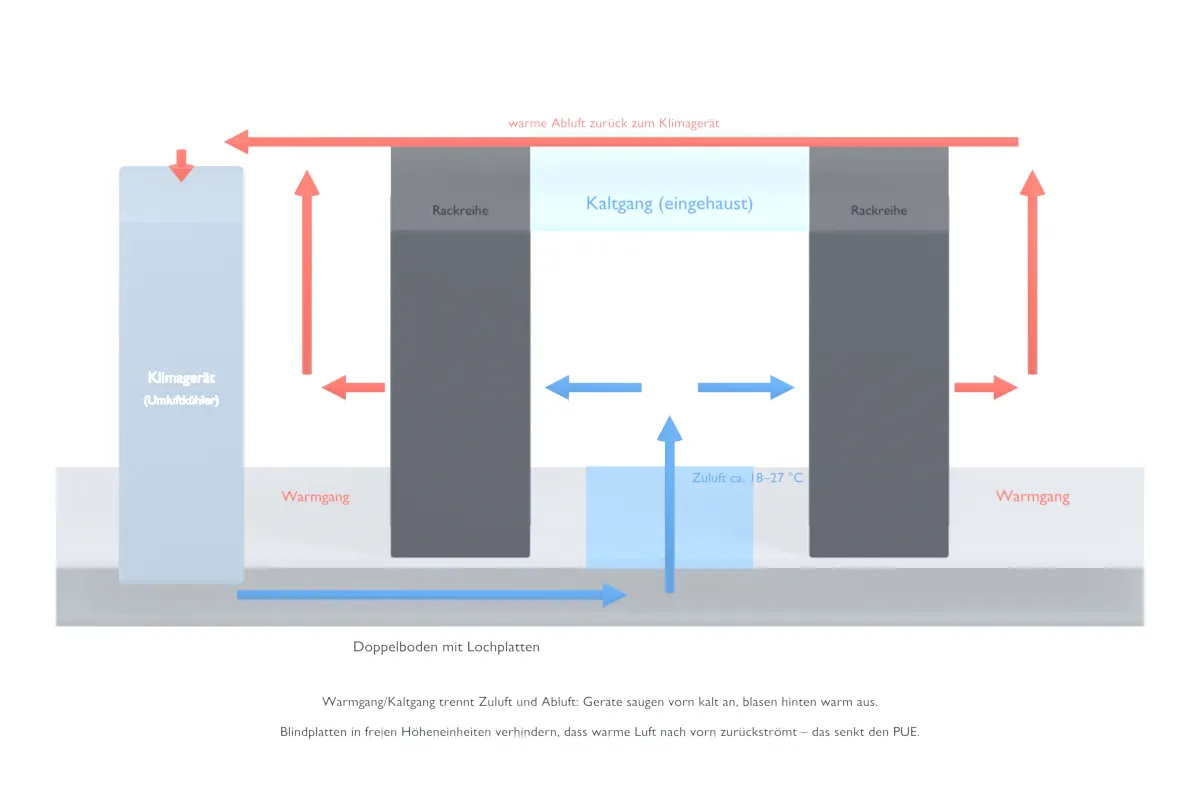 warme Abluft zurück zum Klimagerät
Rackreihe
Kaltgang (eingehaust)
Rackreihe
Klimagerät
(Umluftkühler)
Zuluft ca. 18–27 °C
Warmgang
Warmgang
Doppelboden mit Lochplatten
Warmgang/Kaltgang trennt Zuluft und Abluft: Geräte saugen vorn kalt an, blasen hinten warm aus.
Blindplatten in freien Höheneinheiten verhindern, dass warme Luft nach vorn zurückströmt – das senkt den PUE.